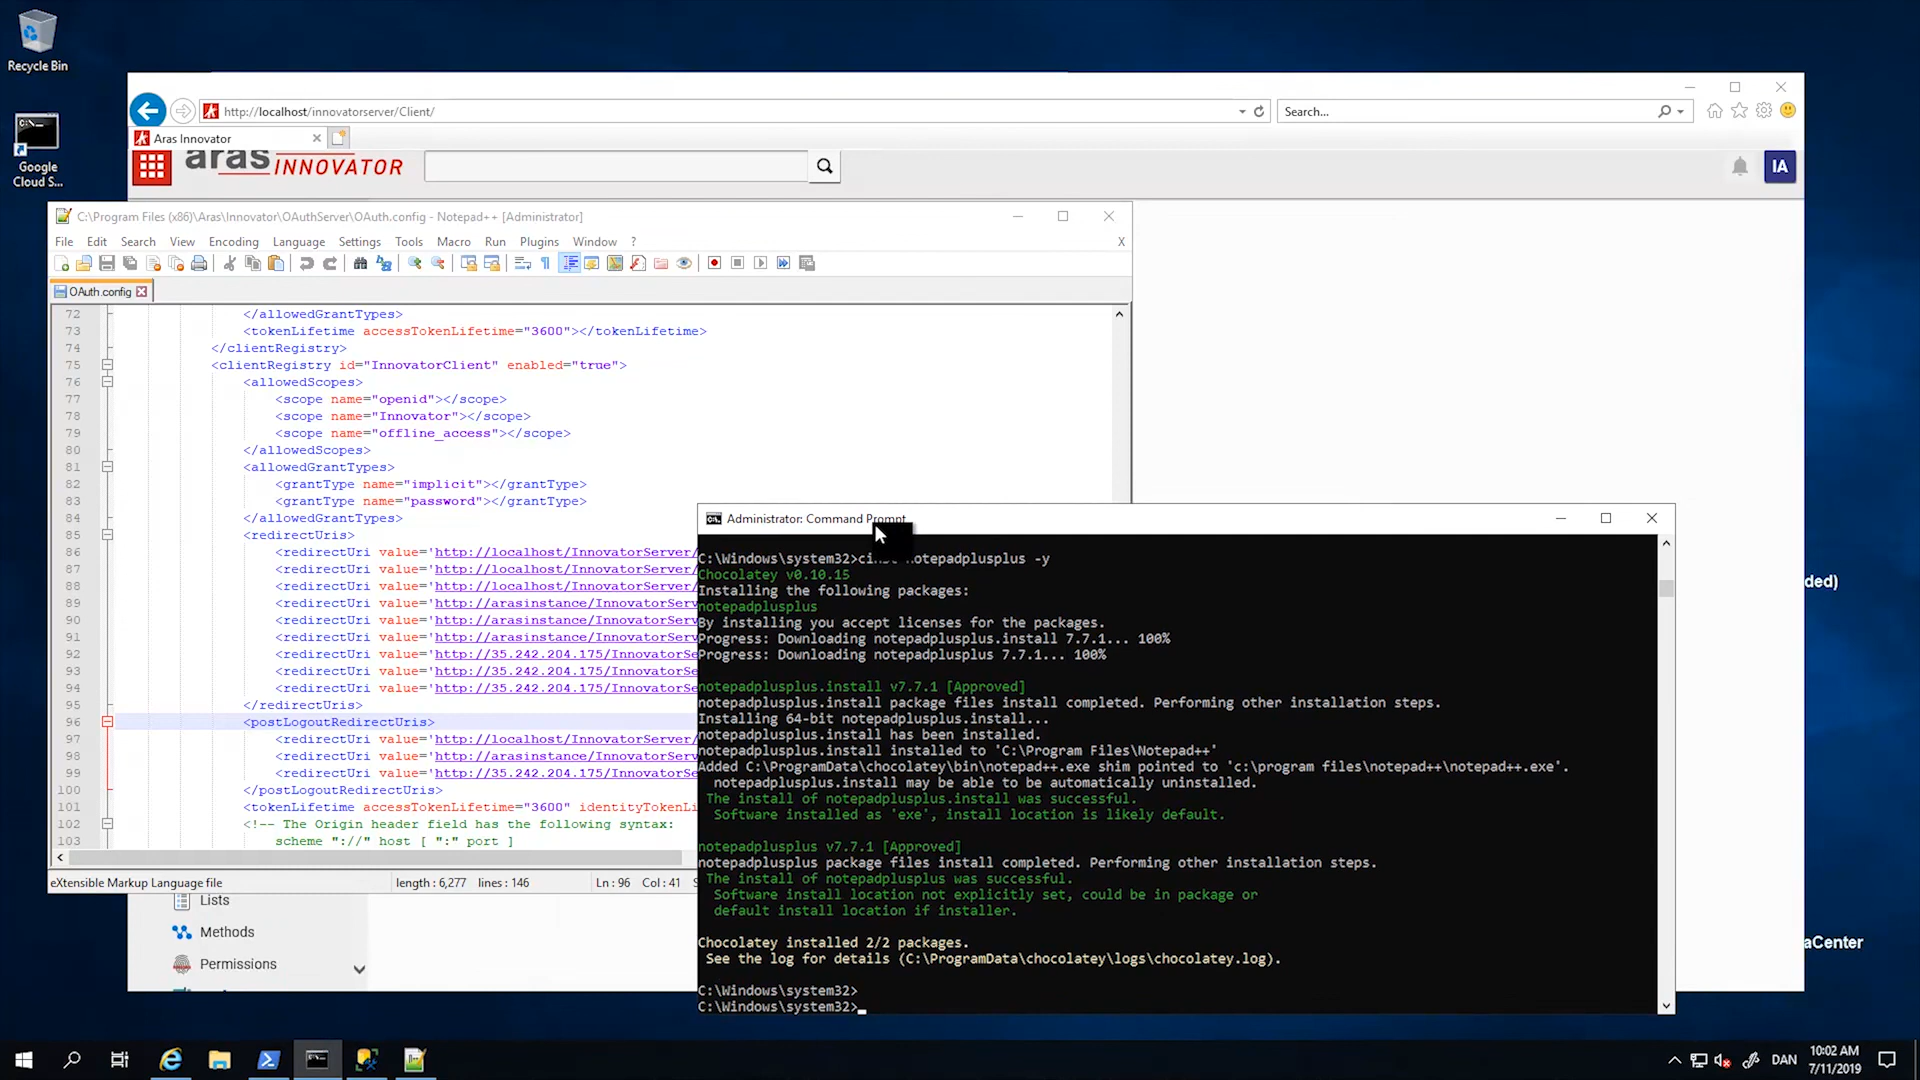 Recycle Bin
Google
Cloud S...
http://localhost/innovatorserver/Client/
Search...
Aras Innovator
aras INNOVATOR
IA
C:\Program Files (x86)\Aras\Innovator\OAuthServer\OAuth.config - Notepad++ [Administrator]
File Edit Search View Encoding Language Settings Tools Macro Run Plugins Window ? X
OAuth.config
72 </allowedGrantTypes>
73 <tokenLifetime accessTokenLifetime="3600"></tokenLifetime>
74 </clientRegistry>
75 <clientRegistry id="InnovatorClient" enabled="true">
76 <allowedScopes>
77 <scope name="openid"></scope>
78 <scope name="Innovator"></scope>
79 <scope name="offline_access"></scope>
80 </allowedScopes>
81 <allowedGrantTypes>
82 <grantType name="implicit"></grantType>
83 <grantType name="password"></grantType>
84 </allowedGrantTypes>
85 <redirectUris>
86 <redirectUri value='http://localhost/InnovatorServer/
87 <redirectUri value='http://localhost/InnovatorServer/
88 <redirectUri value='http://localhost/InnovatorServer/
89 <redirectUri value='http://arasinstance/InnovatorServ
90 <redirectUri value='http://arasinstance/InnovatorServ
91 <redirectUri value='http://arasinstance/InnovatorServ
92 <redirectUri value='http://35.242.204.175/InnovatorSe
93 <redirectUri value='http://35.242.204.175/InnovatorSe
94 <redirectUri value='http://35.242.204.175/InnovatorSe
95 </redirectUris>
96 <postLogoutRedirectUris>
97 <redirectUri value='http://localhost/InnovatorServer/
98 <redirectUri value='http://arasinstance/InnovatorServ
99 <redirectUri value='http://35.242.204.175/InnovatorSe
100 </postLogoutRedirectUris>
101 <tokenLifetime accessTokenLifetime="3600" identityTokenLi
102 <!-- The Origin header field has the following syntax:
103 scheme "://" host [ ":" port ]
eXtensible Markup Language file length : 6,277 lines : 146 Ln : 96 Col : 41 S
Lists
Methods
Permissions
Administrator: Command Prompt
C:\Windows\system32>cinst notepadplusplus -y
Chocolatey v0.10.15
Installing the following packages:
notepadplusplus
By installing you accept licenses for the packages.
Progress: Downloading notepadplusplus.install 7.7.1... 100%
Progress: Downloading notepadplusplus 7.7.1... 100%
notepadplusplus.install v7.7.1 [Approved]
notepadplusplus.install package files install completed. Performing other installation steps.
Installing 64-bit notepadplusplus.install...
notepadplusplus.install has been installed.
notepadplusplus.install installed to 'C:\Program Files\Notepad++'
Added C:\ProgramData\chocolatey\bin\notepad++.exe shim pointed to 'c:\program files\notepad++\notepad++.exe'.
notepadplusplus.install may be able to be automatically uninstalled.
The install of notepadplusplus.install was successful.
Software installed as 'exe', install location is likely default.
notepadplusplus v7.7.1 [Approved]
notepadplusplus package files install completed. Performing other installation steps.
The install of notepadplusplus was successful.
Software install location not explicitly set, could be in package or
default install location if installer.
Chocolatey installed 2/2 packages.
See the log for details (C:\ProgramData\chocolatey\logs\chocolatey.log).
C:\Windows\system32>
C:\Windows\system32>
ded)
aCenter
DAN
10:02 AM
7/11/2019